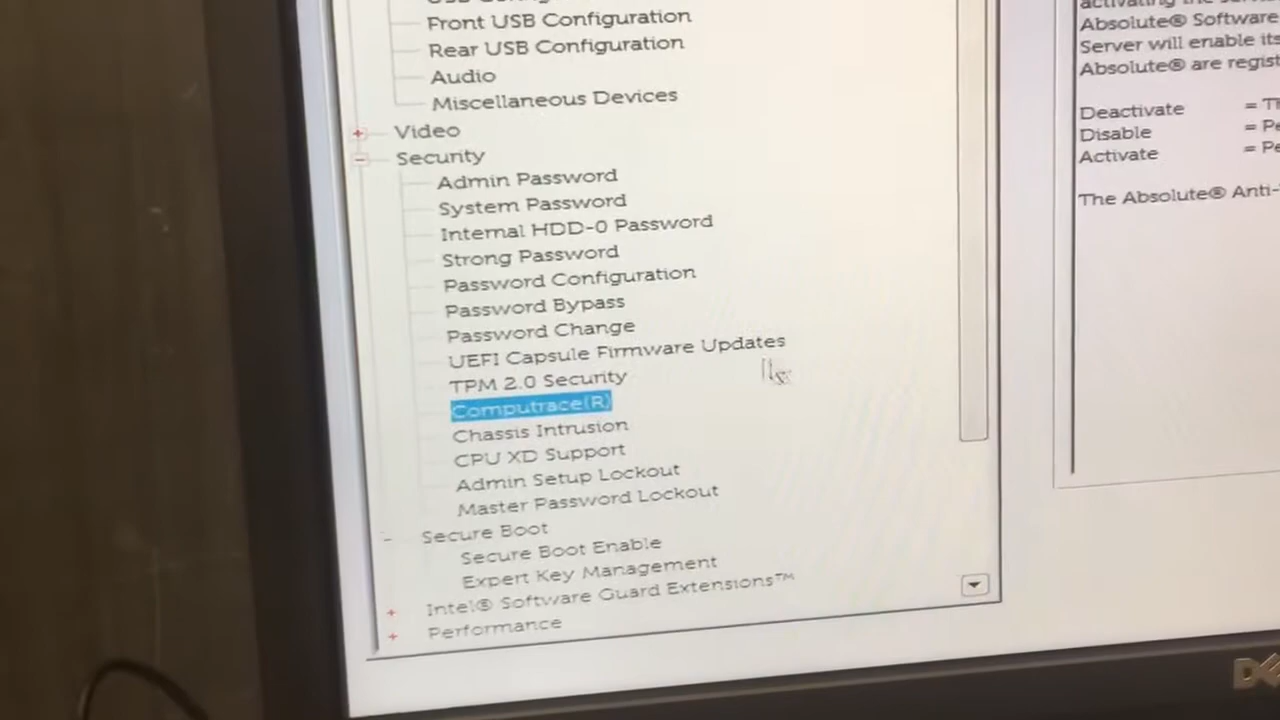 Front USB Configuration
Rear USB Configuration
Audio
Miscellaneous Devices
Video
Security
Admin Password
System Password
Internal HDD-0 Password
Strong Password
Password Configuration
Password Bypass
Password Change
UEFI Capsule Firmware Updates
TPM 2.0 Security
Computrace(R)
Chassis Intrusion
CPU XD Support
Admin Setup Lockout
Master Password Lockout
Secure Boot
Secure Boot Enable
Expert Key Management
Intel® Software Guard Extensions™
Performance
Absolute® Software
Server will enable
Absolute® are
Deactivate =
Disable =
Activate =
The Absolute® Anti-